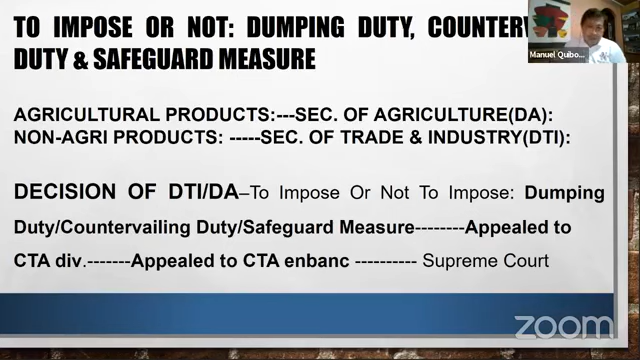 TO IMPOSE OR NOT: DUMPING DUTY,
DUTY & SAFEGUARD MEASURE
Manuel Quibo...
AGRICULTURAL PRODUCTS:---SEC. OF AGRICULTURE(DA):
NON-AGRI PRODUCTS: -----SEC. OF TRADE & INDUSTRY(DTI):
DECISION OF DTI/DA–To Impose Or Not To Impose: Dumping
Duty/Countervailing Duty/Safeguard Measure--------Appealed to
CTA div.-------Appealed to CTA enbanc ---------- Supreme Court
zoom